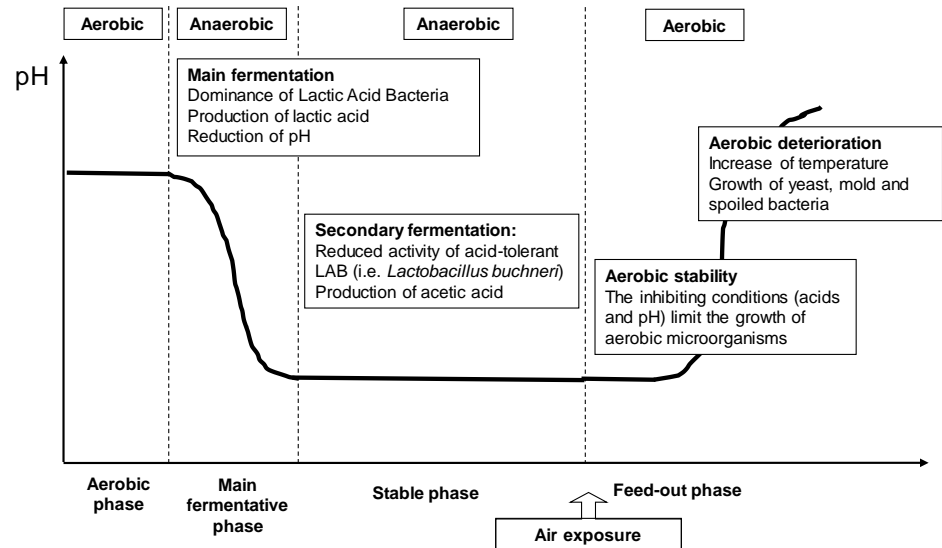 Aerobic
Anaerobic
Anaerobic
Aerobic
pH
Main fermentation
Dominance of Lactic Acid Bacteria
Production of lactic acid
Reduction of pH
Aerobic deterioration
Increase of temperature
Growth of yeast, mold and
spoiled bacteria
Secondary fermentation:
Reduced activity of acid-tolerant
LAB (i.e. Lactobacillus buchneri)
Production of acetic acid
Aerobic stability
The inhibiting conditions (acids
and pH) limit the growth of
aerobic microorganisms
Aerobic
phase
Main
fermentative
phase
Stable phase
Feed-out phase
Air exposure